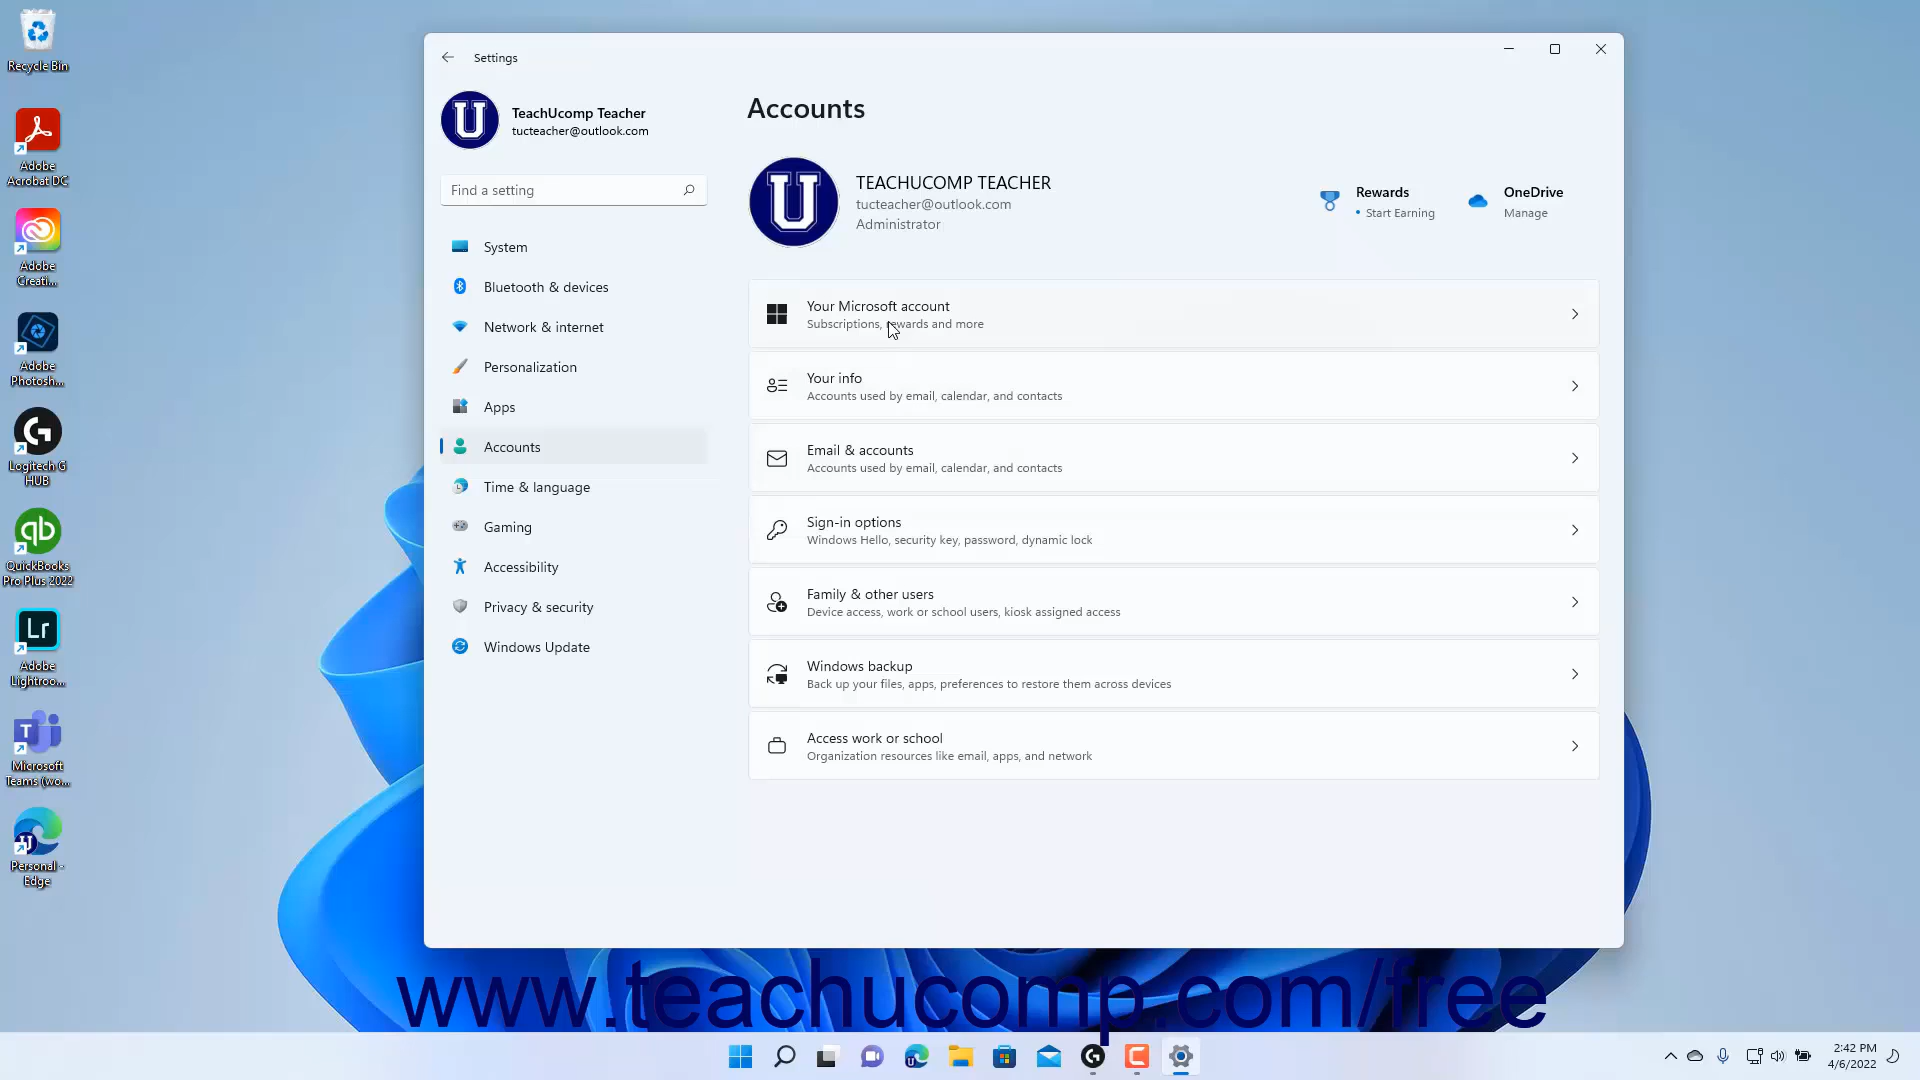 Recycle Bin
Adobe
Acrobat DC
Adobe
Creati...
Adobe
Photosh...
Logitech G
HUB
QuickBooks
Pro Plus 2022
Lr
Adobe
Lightroo...
Microsoft
Teams (wo...
Personal -
Edge
Settings
U
TeachUcomp Teacher
tucteacher@outlook.com
Find a setting
System
Bluetooth & devices
Network & internet
Personalization
Apps
Accounts
Time & language
Gaming
Accessibility
Privacy & security
Windows Update
Accounts
U
TEACHUCOMP TEACHER
tucteacher@outlook.com
Administrator
Rewards
• Start Earning
OneDrive
Manage
Your Microsoft account
Subscriptions, rewards and more
Your info
Accounts used by email, calendar, and contacts
Email & accounts
Accounts used by email, calendar, and contacts
Sign-in options
Windows Hello, security key, password, dynamic lock
Family & other users
Device access, work or school users, kiosk assigned access
Windows backup
Back up your files, apps, preferences to restore them across devices
Access work or school
Organization resources like email, apps, and network
www.teachucomp.com/free
2:42 PM
4/6/2022